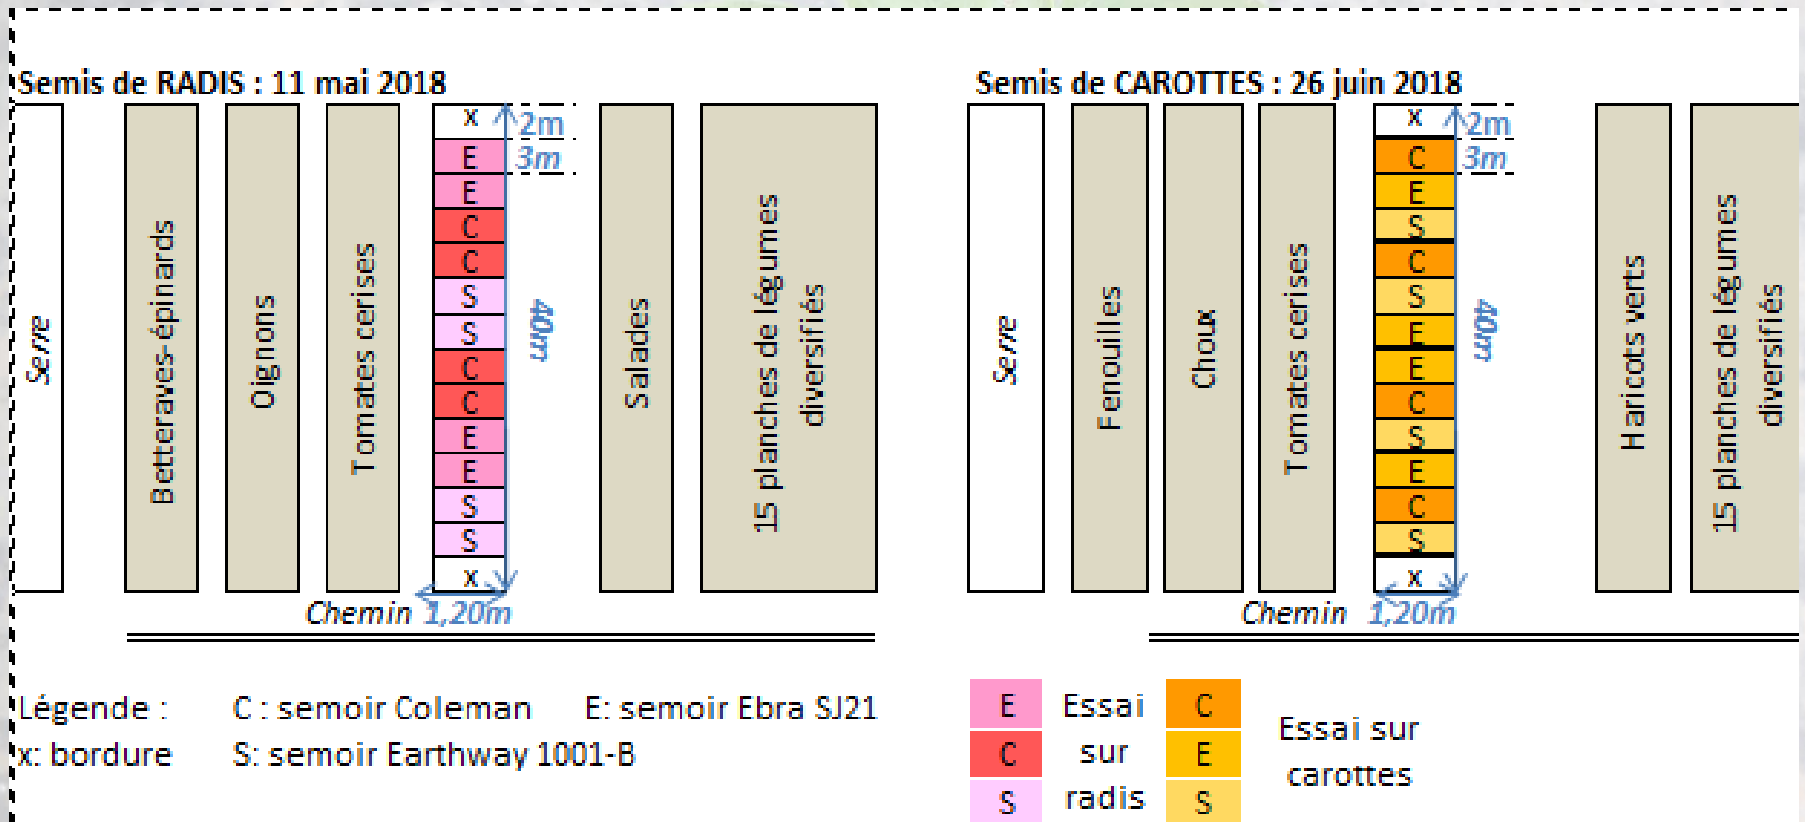 Semis de RADIS : 11 mai 2018
Serre
Betteraves-épinards
Oignons
Tomates cerises
x
E
E
C
C
S
S
C
C
E
E
S
S
x
2m
3m
40m
Salades
15 planches de légumes
diversifiés
Chemin 1,20m
Semis de CAROTTES : 26 juin 2018
Serre
Fenouilles
Choux
Tomates cerises
x
C
E
S
C
S
E
E
C
S
E
C
S
x
2m
3m
40m
Haricots verts
15 planches de légumes
diversifiés
Chemin 1,20m
Légende : C : semoir Coleman E: semoir Ebra SJ21
x: bordure S: semoir Earthway 1001-B
E Essai C
C sur E
S radis S
Essai sur
carottes